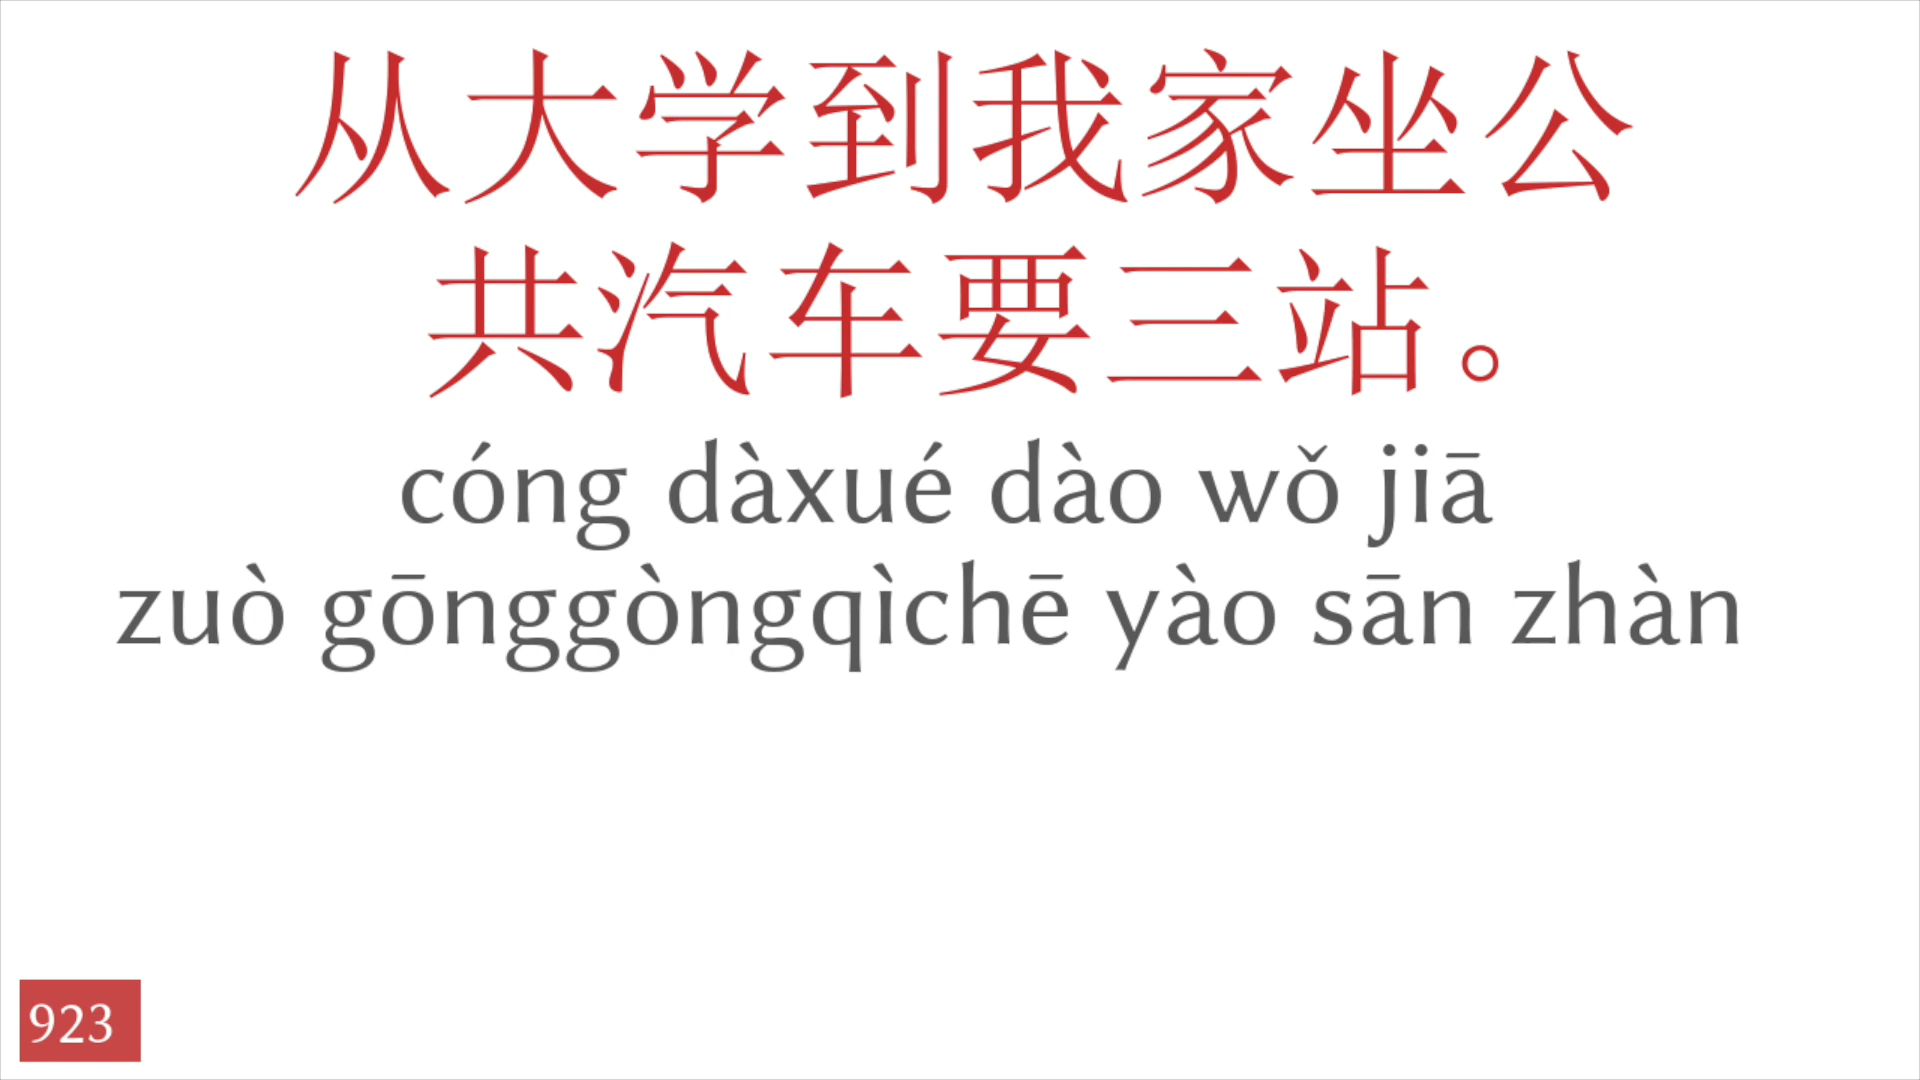 从大学到我家坐公
共汽车要三站。
cóng dàxué dào wǒ jiā
zuò gōnggòngqìchē yào sān zhàn
923